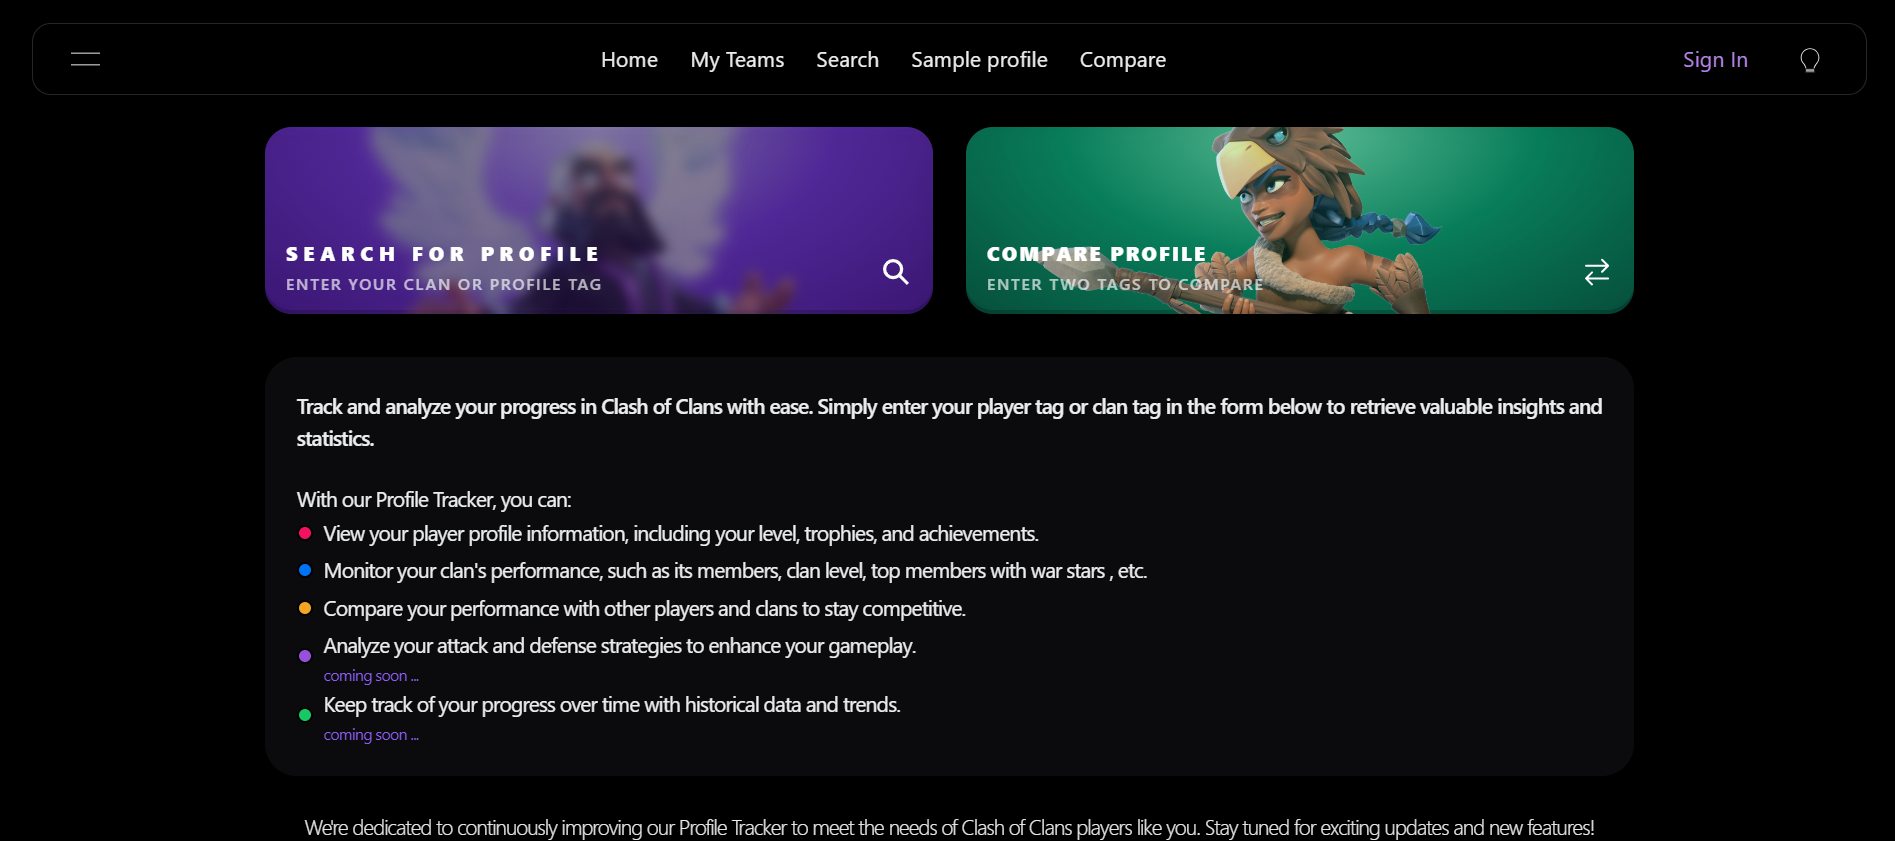 Home My Teams Search Sample profile Compare Sign In
SEARCH FOR PROFILE
ENTER YOUR CLAN OR PROFILE TAG
COMPARE PROFILE
ENTER TWO TAGS TO COMPARE
Track and analyze your progress in Clash of Clans with ease. Simply enter your player tag or clan tag in the form below to retrieve valuable insights and
statistics.
With our Profile Tracker, you can:
View your player profile information, including your level, trophies, and achievements.
Monitor your clan's performance, such as its members, clan level, top members with war stars , etc.
Compare your performance with other players and clans to stay competitive.
Analyze your attack and defense strategies to enhance your gameplay.
coming soon ...
Keep track of your progress over time with historical data and trends.
coming soon ...
We're dedicated to continuously improving our Profile Tracker to meet the needs of Clash of Clans players like you. Stay tuned for exciting updates and new features!